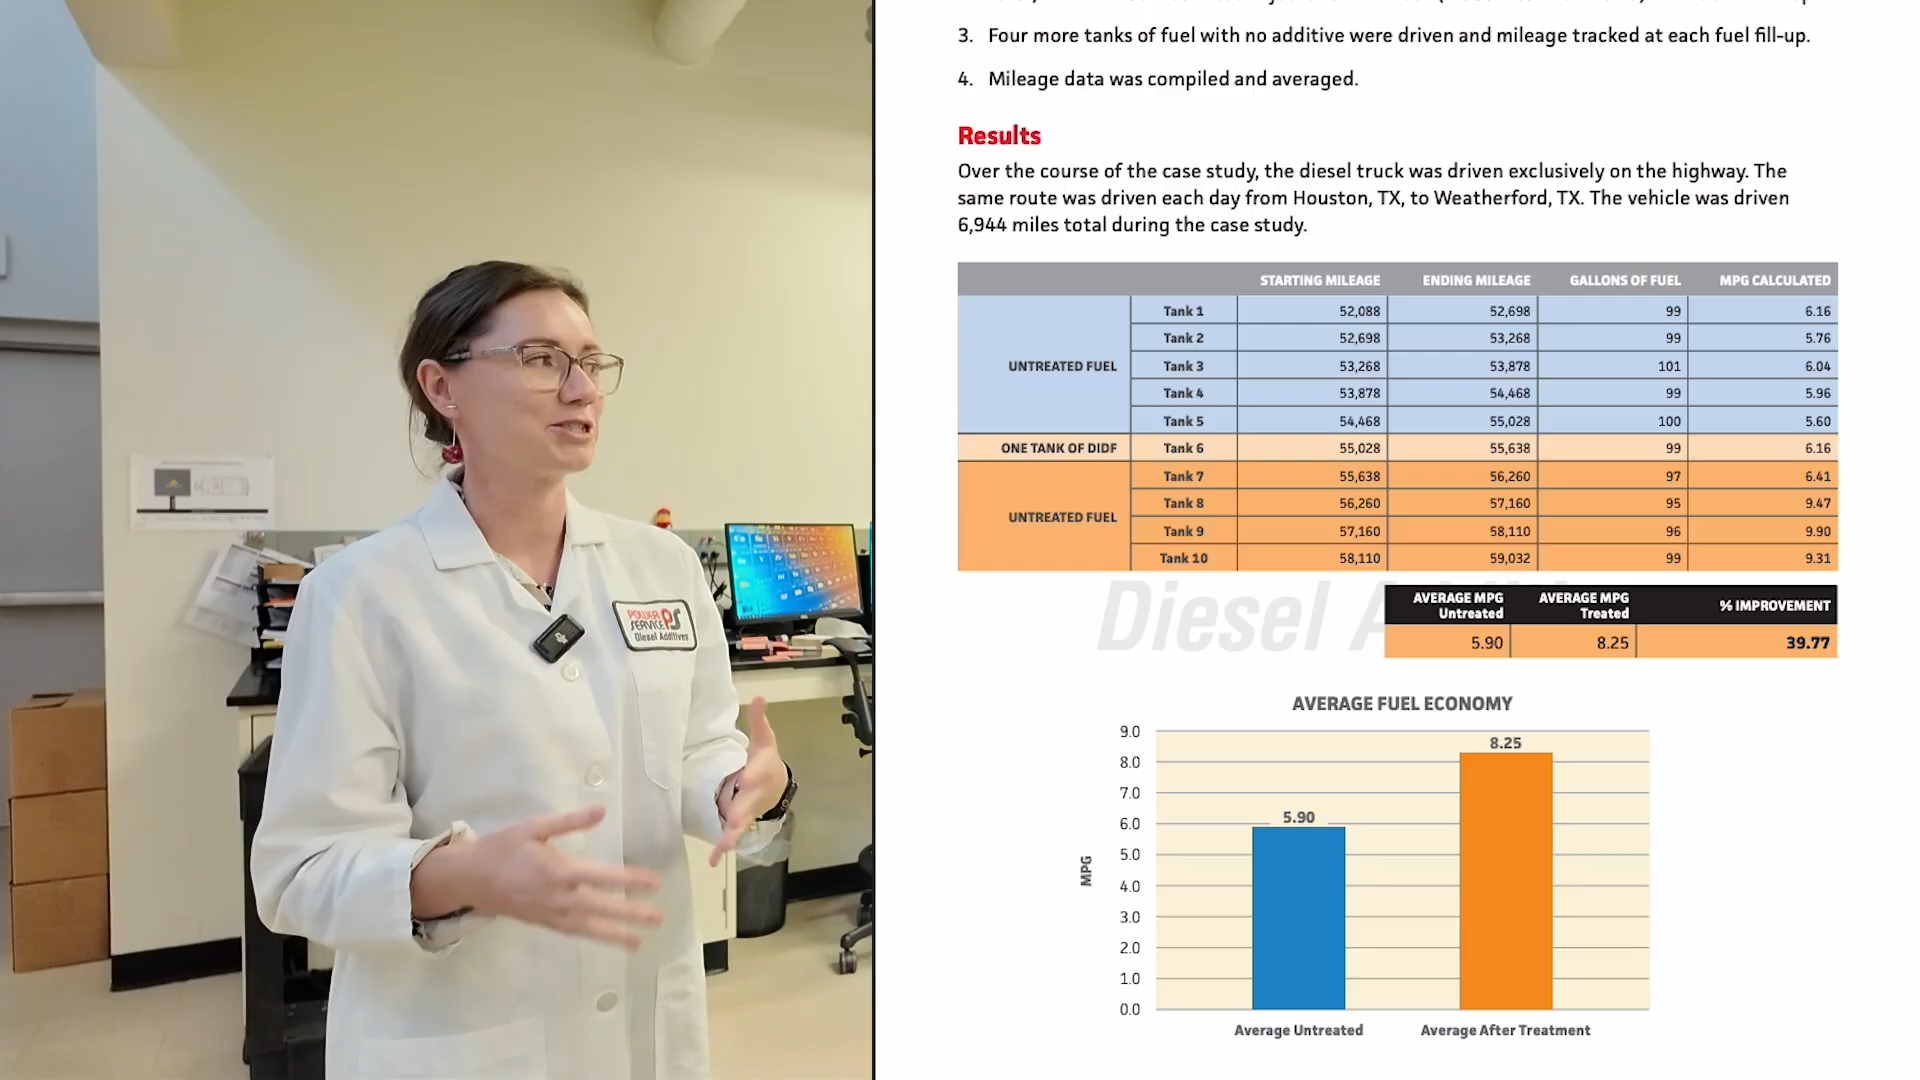 3. Four more tanks of fuel with no additive were driven and mileage tracked at each fuel fill-up.
4. Mileage data was compiled and averaged.
Results
Over the course of the case study, the diesel truck was driven exclusively on the highway. The
same route was driven each day from Houston, TX, to Weatherford, TX. The vehicle was driven
6,944 miles total during the case study.
STARTING MILEAGE ENDING MILEAGE GALLONS OF FUEL MPG CALCULATED
UNTREATED FUEL
Tank 1 52,088 52,698 99 6.16
Tank 2 52,698 53,268 99 5.76
Tank 3 53,268 53,878 101 6.04
Tank 4 53,878 54,468 99 5.96
Tank 5 54,468 55,028 100 5.60
ONE TANK OF DIDF Tank 6 55,028 55,638 99 6.16
UNTREATED FUEL
Tank 7 55,638 56,260 97 6.41
Tank 8 56,260 57,160 95 9.47
Tank 9 57,160 58,110 96 9.90
Tank 10 58,110 59,032 99 9.31
Diesel A
AVERAGE MPG Untreated
AVERAGE MPG Treated
% IMPROVEMENT
5.90 8.25 39.77
AVERAGE FUEL ECONOMY
MPG
9.0
8.0
7.0
6.0
5.0
4.0
3.0
2.0
1.0
0.0
5.90
8.25
Average Untreated
Average After Treatment
POWER
SERVICE PS
Diesel Additives